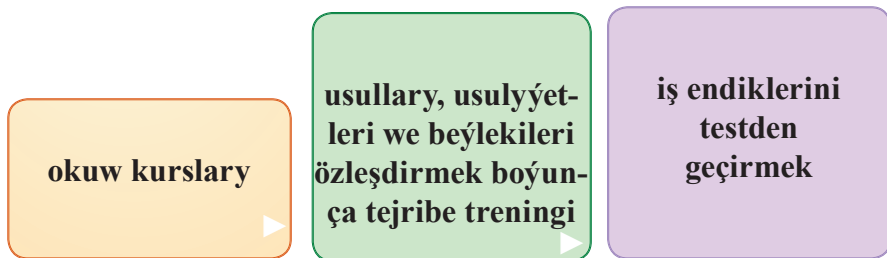 okuw kurslary
usullary, usulyýet-
leri we beýlekileri
özleşdirmek boýun-
ça tejribe treningi
iş endiklerini
testden
geçirmek